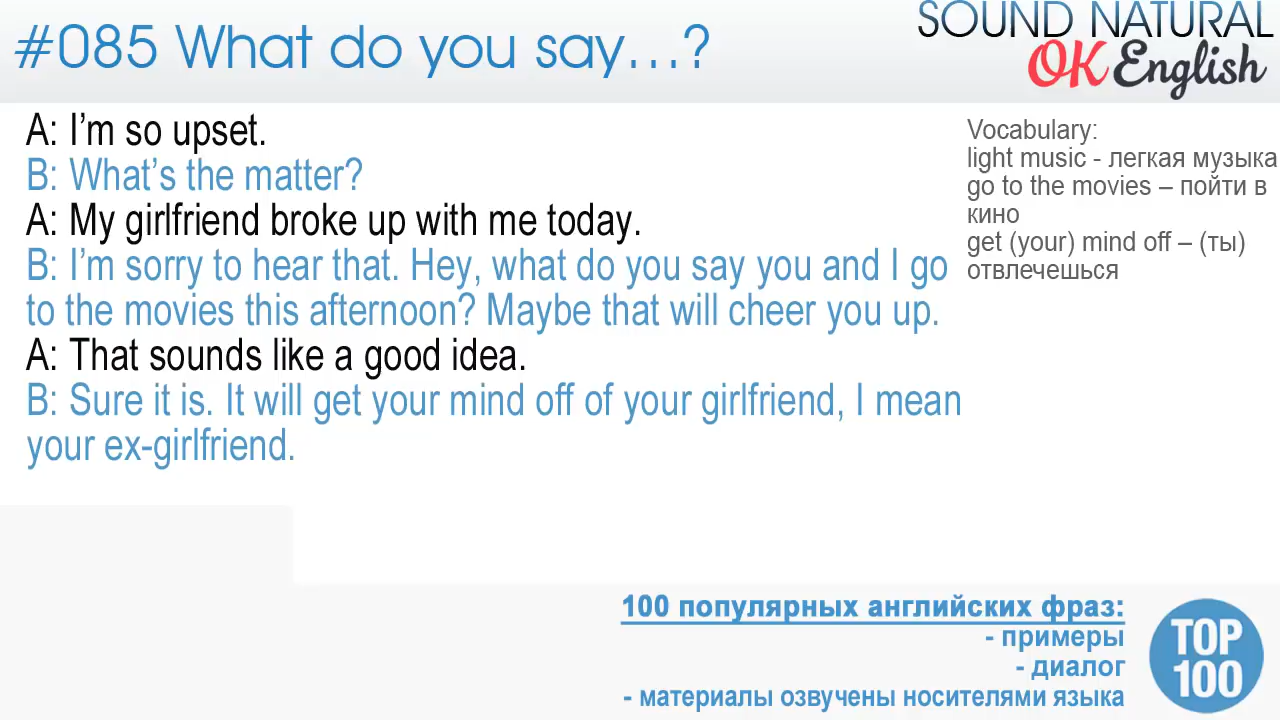 #085 What do you say…?
SOUND NATURAL
OK English
A: I’m so upset.
B: What’s the matter?
A: My girlfriend broke up with me today.
B: I’m sorry to hear that. Hey, what do you say you and I go
to the movies this afternoon? Maybe that will cheer you up.
A: That sounds like a good idea.
B: Sure it is. It will get your mind off of your girlfriend, I mean
your ex-girlfriend.
Vocabulary:
light music - легкая музыка
go to the movies – пойти в
кино
get (your) mind off – (ты)
отвлечешься
100 популярных английских фраз:
- примеры
- диалог
- материалы озвучены носителями языка
TOP
100